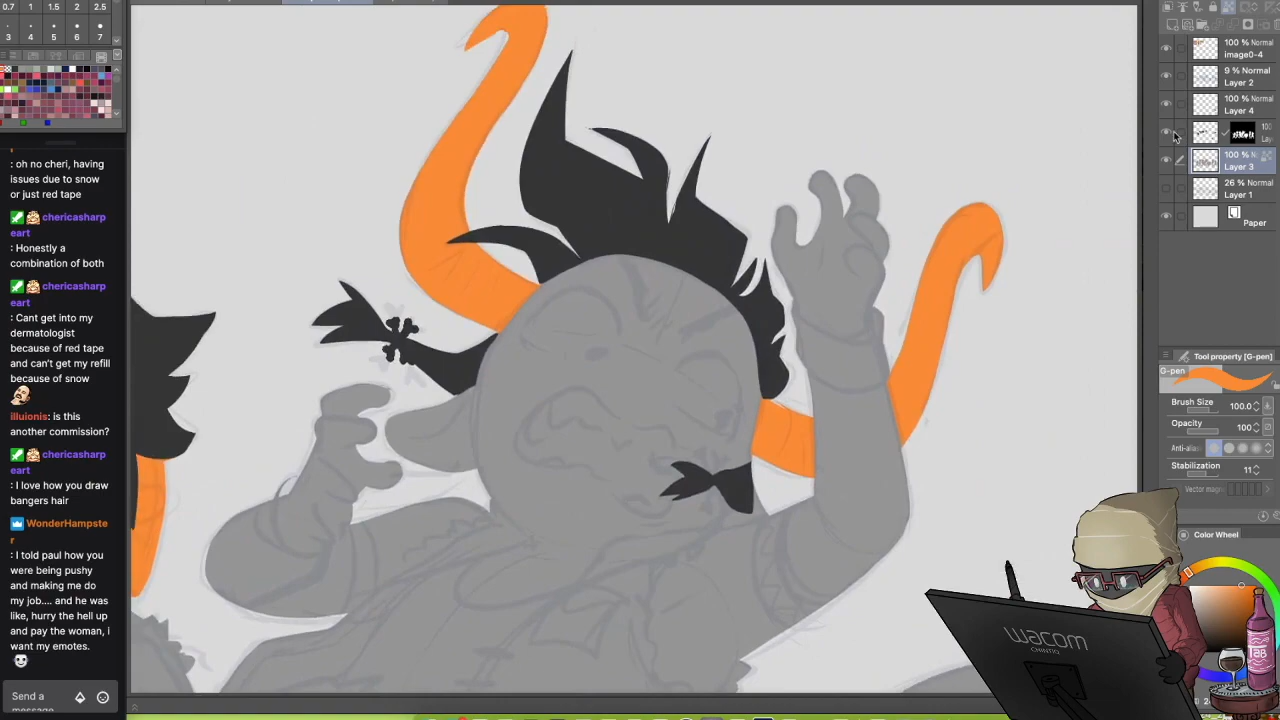 0.7 1 1.5 2 2.5
3 4 5 6 7
: oh no cheri, having
issues due to snow
or just red tape
chericasharp
eart
: Honestly a
combination of both
chericasharp
eart
: Cant get into my
dermatologist
because of red tape
and can't get my refill
because of snow
illuionis: is this
another commission?
chericasharp
eart
: I love how you draw
bangers hair
WonderHampste
r
: I told paul how you
were being pushy
and making me do
my job.... and he was
like, hurry the hell up
and pay the woman, i
want my emotes.
Send a
message
100 % Normal
image0-4
9 % Normal
Layer 2
100 % Normal
Layer 4
100 % N
Layer 3
26 % Normal
Layer 1
Paper
Tool property [G-pen]
G-pen
Brush Size 100.0
Opacity 100
Anti-alia
Stabilization 11
Vector magn
Color Wheel
wacom
CINTIQ